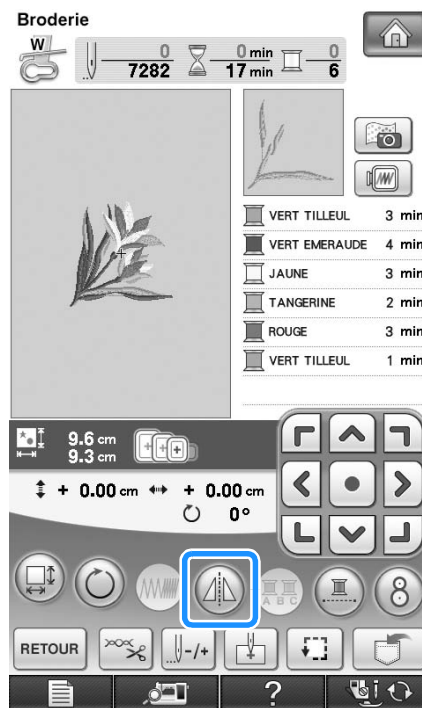 Broderie
W
0 0 min 0
7282 17 min 6
VERT TILLEUL 3 min
VERT EMERAUDE 4 min
JAUNE 3 min
TANGERINE 2 min
ROUGE 3 min
VERT TILLEUL 1 min
9.6 cm
9.3 cm
+ 0.00 cm + 0.00 cm
0°
A B C
8
RETOUR -/+
?